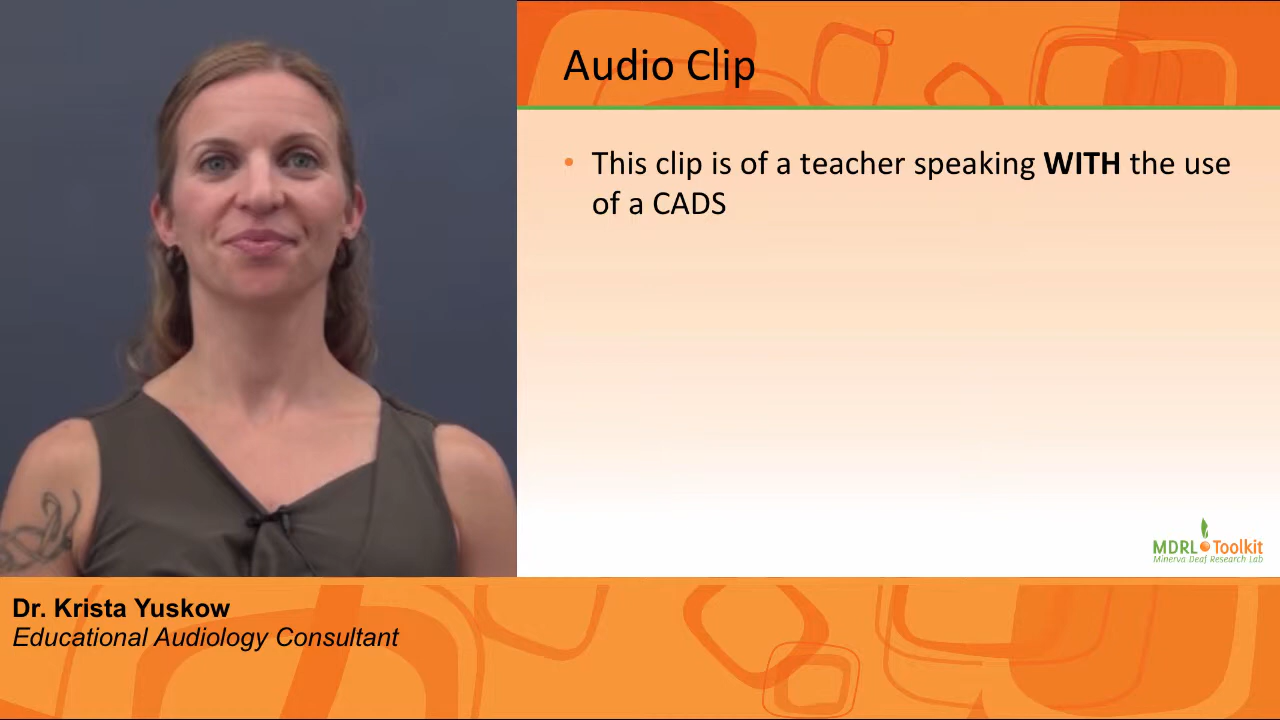 Audio Clip
• This clip is of a teacher speaking WITH the use
of a CADS
MDRL Toolkit
Minerva Deaf Research Lab
Dr. Krista Yuskow
Educational Audiology Consultant